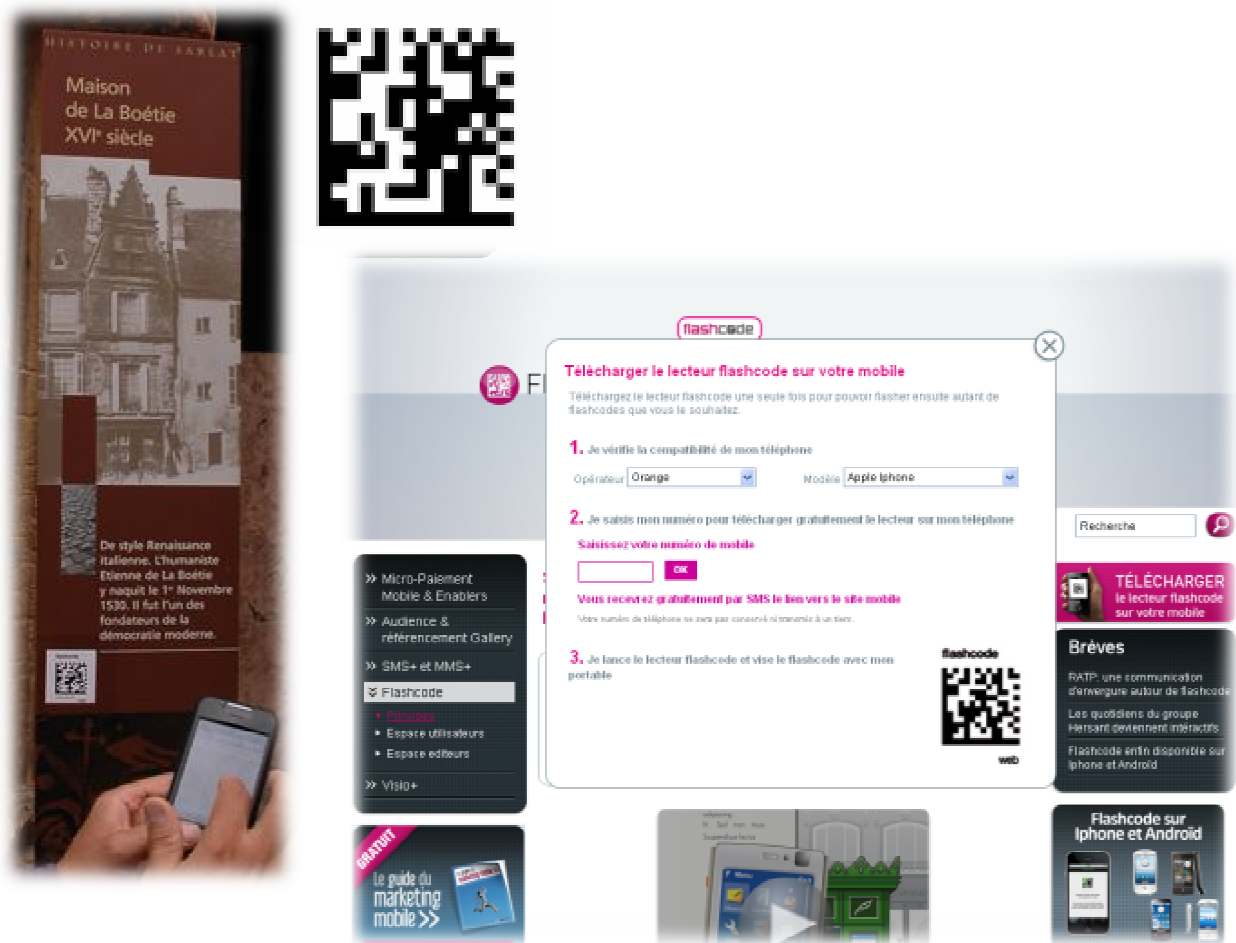 HISTOIRE DE SARLAT
Maison
de La Boétie
XVIe siècle
De style Renaissance
italienne. L'humaniste
Etienne de La Boétie
y naquit le 1er Novembre
1530. Il fut l'un des
fondateurs de la
démocratie moderne.
flashcode
Télécharger le lecteur flashcode sur votre mobile
Téléchargez le lecteur flashcode une seule fois pour pouvoir flasher ensuite autant de
flashcodes que vous le souhaitez.
1. Je vérifie la compatibilité de mon téléphone
Opérateur Orange Modèle Apple Iphone
2. Je saisis mon numéro pour télécharger gratuitement le lecteur sur mon téléphone
Saisissez votre numéro de mobile
OK
Vous recevrez gratuitement par SMS le lien vers le site mobile
Votre numéro de téléphone ne sera pas conservé ni transmis à un tiers.
3. Je lance le lecteur flashcode et vise le flashcode avec mon
portable
flashcode
web
Fl
>> Micro-Paiement
Mobile & Enablers
>> Audience &
référencement Gallery
>> SMS+ et MMS+
Flashcode
Principes
Espace utilisateurs
Espace editeurs
>> Visio+
GRATUIT
Le guide du
marketing
mobile >>
Menu
Recherche
TÉLÉCHARGER
le lecteur flashcode
sur votre mobile
Brèves
RATP: une communication
d'envergure autour de flashcode
Les quotidiens du groupe
Hersant deviennent intéractifs
Flashcode enfin disponible sur
Iphone et Androïd
Flashcode sur
Iphone et Androïd